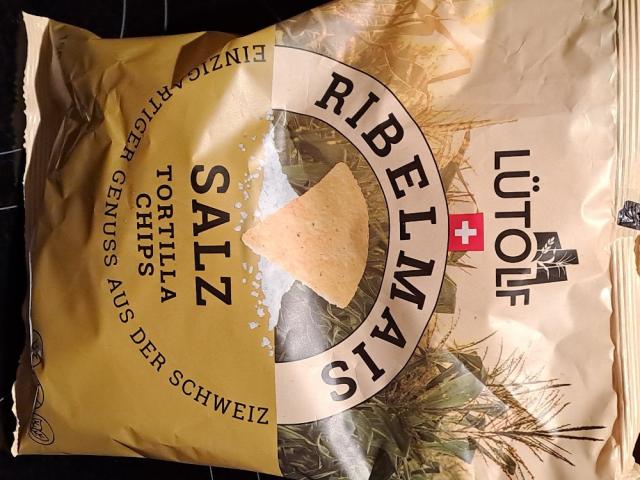 LÜTOLF
RIBELMAIS
SALZ
TORTILLA
CHIPS
EINZIGARTIGER GENUSS AUS DER SCHWEIZ